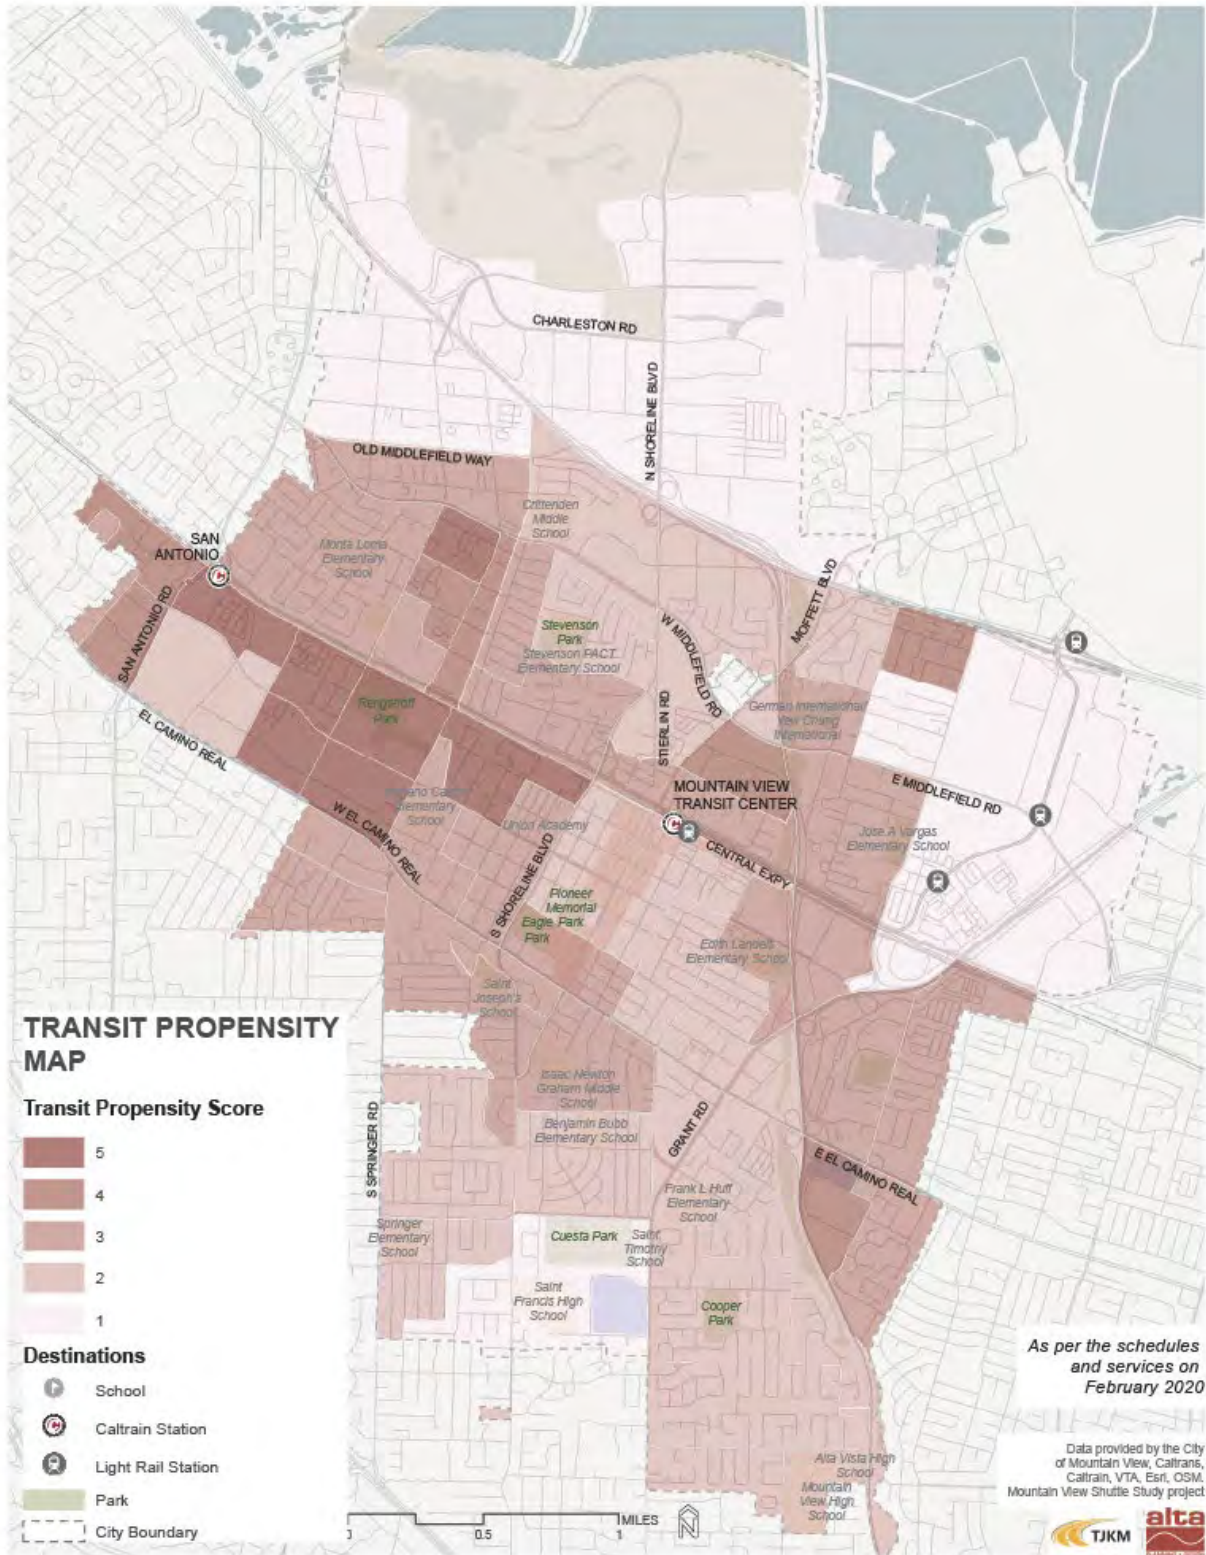 CHARLESTON RD
N SHORELINE BLVD
OLD MIDDLEFIELD WAY
Crittenden
Middle
School
SAN
ANTONIO
Monta Loma
Elementary
School
MOFFETT BLVD
SAN ANTONIO RD
Stevenson
Park
Stevenson PACT
Elementary School
W MIDDLEFIELD RD
Rengstorff
Park
STIERLIN RD
German International
Yew Chung
International
EL CAMINO REAL
E MIDDLEFIELD RD
MOUNTAIN VIEW
TRANSIT CENTER
Elementary
School
W EL CAMINO REAL
Union Academy
Jose A Vargas
Elementary School
CENTRAL EXPY
S SHORELINE BLVD
Pioneer
Memorial
Park
Eagle
Park
Edith Landels
Elementary School
Saint
Joseph's
School
TRANSIT PROPENSITY
MAP
Isaac Newton
Graham Middle
School
Transit Propensity Score
S SPRINGER RD
Benjamin Bubb
Elementary School
GRANT RD
5
4
3
2
1
E EL CAMINO REAL
Frank L Huff
Elementary
School
Springer
Elementary
School
Cuesta Park
Saint
Timothy
School
Saint
Francis High
School
Cooper
Park
Destinations
School
Caltrain Station
Light Rail Station
Park
City Boundary
As per the schedules
and services on
February 2020
Alta Vista High
School
Mountain
View High
School
Data provided by the City
of Mountain View, Caltrans,
Caltrain, VTA, Esri, OSM.
Mountain View Shuttle Study project
0.5
1
MILES
N
TJKM
alta